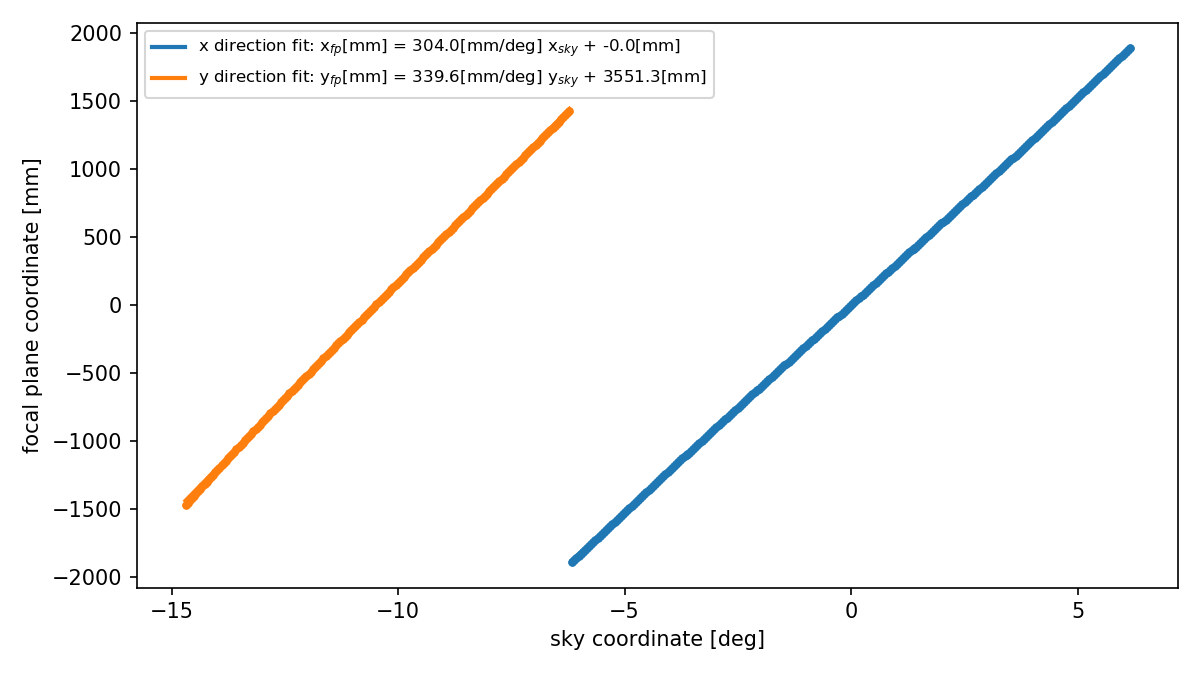 x direction fit: x_fp[mm] = 304.0[mm/deg] x_sky + -0.0[mm]
y direction fit: y_fp[mm] = 339.6[mm/deg] y_sky + 3551.3[mm]
2000
1500
1000
500
0
−500
−1000
−1500
−2000
focal plane coordinate [mm]
−15 −10 −5 0 5
sky coordinate [deg]